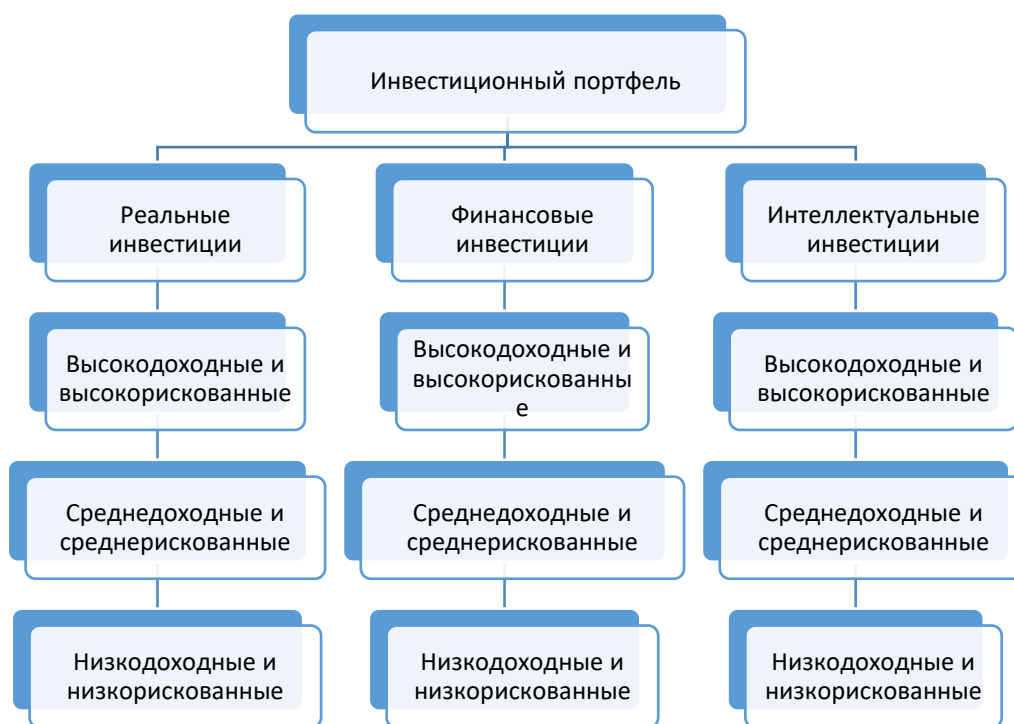 Инвестиционный портфель
Реальные
инвестиции
Финансовые
инвестиции
Интеллектуальные
инвестиции
Высокодоходные и
высокорискованные
Высокодоходные и
высокорискованны
е
Высокодоходные и
высокорискованные
Среднедоходные и
среднерискованные
Среднедоходные и
среднерискованные
Среднедоходные и
среднерискованные
Низкодоходные и
низкорискованные
Низкодоходные и
низкорискованные
Низкодоходные и
низкорискованные